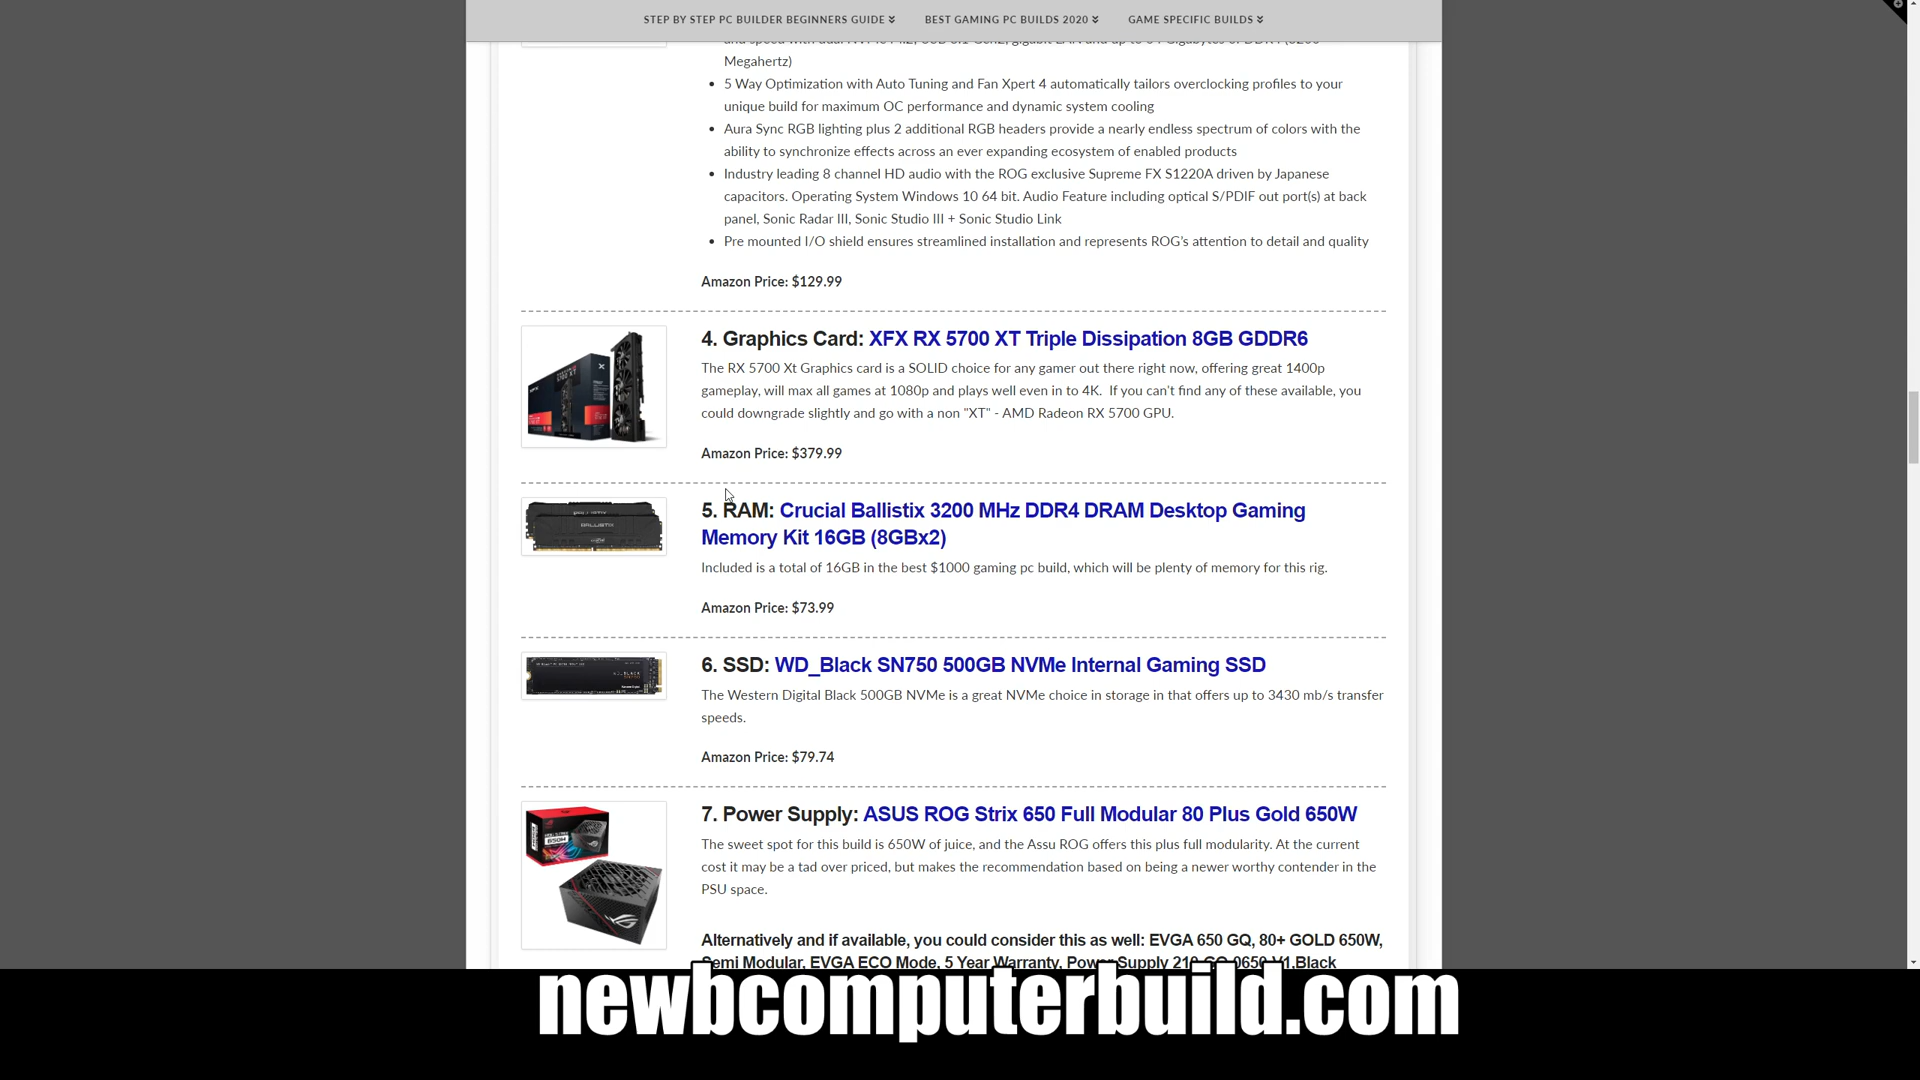 STEP BY STEP PC BUILDER BEGINNERS GUIDE
BEST GAMING PC BUILDS 2020
GAME SPECIFIC BUILDS
Megahertz)
5 Way Optimization with Auto Tuning and Fan Xpert 4 automatically tailors overclocking profiles to your
unique build for maximum OC performance and dynamic system cooling
Aura Sync RGB lighting plus 2 additional RGB headers provide a nearly endless spectrum of colors with the
ability to synchronize effects across an ever expanding ecosystem of enabled products
Industry leading 8 channel HD audio with the ROG exclusive Supreme FX S1220A driven by Japanese
capacitors. Operating System Windows 10 64 bit. Audio Feature including optical S/PDIF out port(s) at back
panel, Sonic Radar III, Sonic Studio III + Sonic Studio Link
Pre mounted I/O shield ensures streamlined installation and represents ROG's attention to detail and quality
Amazon Price: $129.99
4. Graphics Card: XFX RX 5700 XT Triple Dissipation 8GB GDDR6
The RX 5700 Xt Graphics card is a SOLID choice for any gamer out there right now, offering great 1400p
gameplay, will max all games at 1080p and plays well even in to 4K. If you can't find any of these available, you
could downgrade slightly and go with a non "XT" - AMD Radeon RX 5700 GPU.
Amazon Price: $379.99
5. RAM: Crucial Ballistix 3200 MHz DDR4 DRAM Desktop Gaming
Memory Kit 16GB (8GBx2)
Included is a total of 16GB in the best $1000 gaming pc build, which will be plenty of memory for this rig.
Amazon Price: $73.99
BALLISTIX
6. SSD: WD_Black SN750 500GB NVMe Internal Gaming SSD
The Western Digital Black 500GB NVMe is a great NVMe choice in storage in that offers up to 3430 mb/s transfer
speeds.
Amazon Price: $79.74
7. Power Supply: ASUS ROG Strix 650 Full Modular 80 Plus Gold 650W
The sweet spot for this build is 650W of juice, and the Assu ROG offers this plus full modularity. At the current
cost it may be a tad over priced, but makes the recommendation based on being a newer worthy contender in the
PSU space.
Alternatively and if available, you could consider this as well: EVGA 650 GQ, 80+ GOLD 650W,
Semi Modular, EVGA ECO Mode, 5 Year Warranty, Power Supply 210-GQ-0650-V1,Black
newbcomputerbuild.com